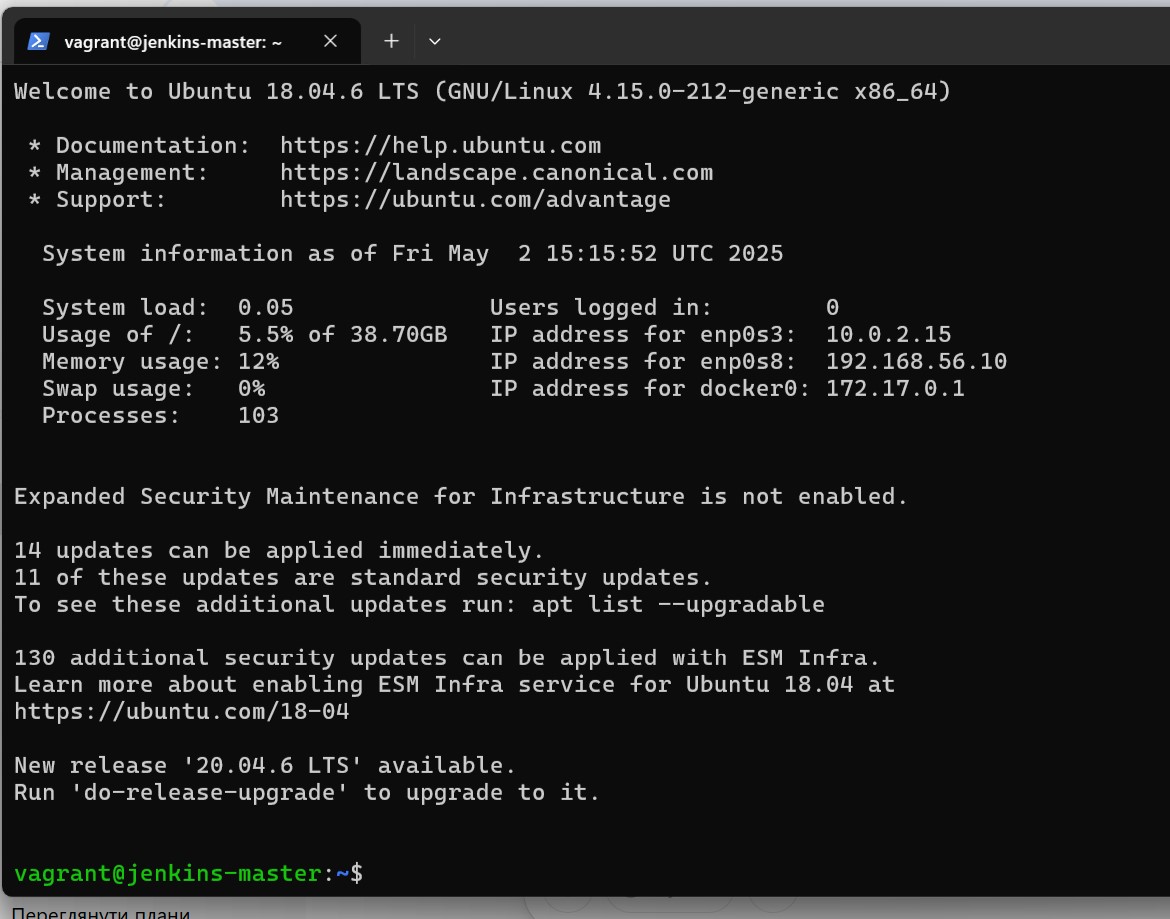 vagrant@jenkins-master: ~
Welcome to Ubuntu 18.04.6 LTS (GNU/Linux 4.15.0-212-generic x86_64)
* Documentation:  https://help.ubuntu.com
* Management:     https://landscape.canonical.com
* Support:        https://ubuntu.com/advantage
System information as of Fri May  2 15:15:52 UTC 2025
System load:  0.05              Users logged in:        0
Usage of /:   5.5% of 38.70GB   IP address for enp0s3:  10.0.2.15
Memory usage: 12%               IP address for enp0s8:  192.168.56.10
Swap usage:   0%                IP address for docker0: 172.17.0.1
Processes:    103
Expanded Security Maintenance for Infrastructure is not enabled.
14 updates can be applied immediately.
11 of these updates are standard security updates.
To see these additional updates run: apt list --upgradable
130 additional security updates can be applied with ESM Infra.
Learn more about enabling ESM Infra service for Ubuntu 18.04 at
https://ubuntu.com/18-04
New release '20.04.6 LTS' available.
Run 'do-release-upgrade' to upgrade to it.
vagrant@jenkins-master:~$
Переглянути плани